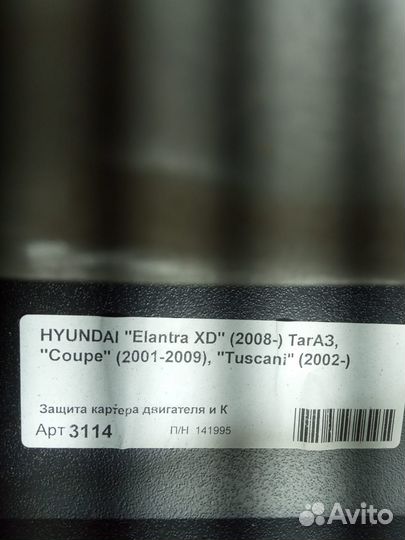 HYUNDAI "Elantra XD" (2008-) ТагАЗ,
"Coupe" (2001-2009), "Tuscani" (2002-)
Защита картера двигателя и К
Арт 3114 П/Н 141995
Avito